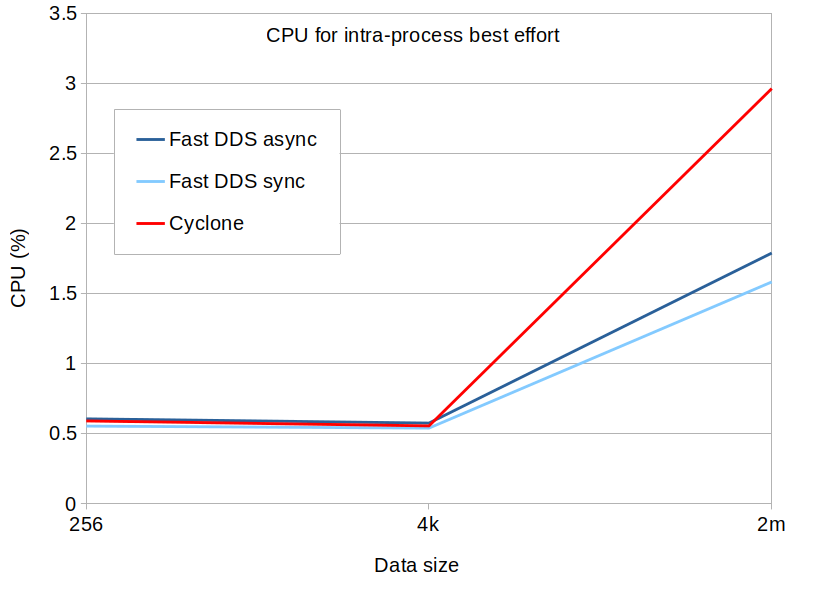 CPU for intra-process best effort
3.5
3
2.5
2
1.5
1
0.5
0
CPU (%)
Fast DDS async
Fast DDS sync
Cyclone
256 4k 2m
Data size